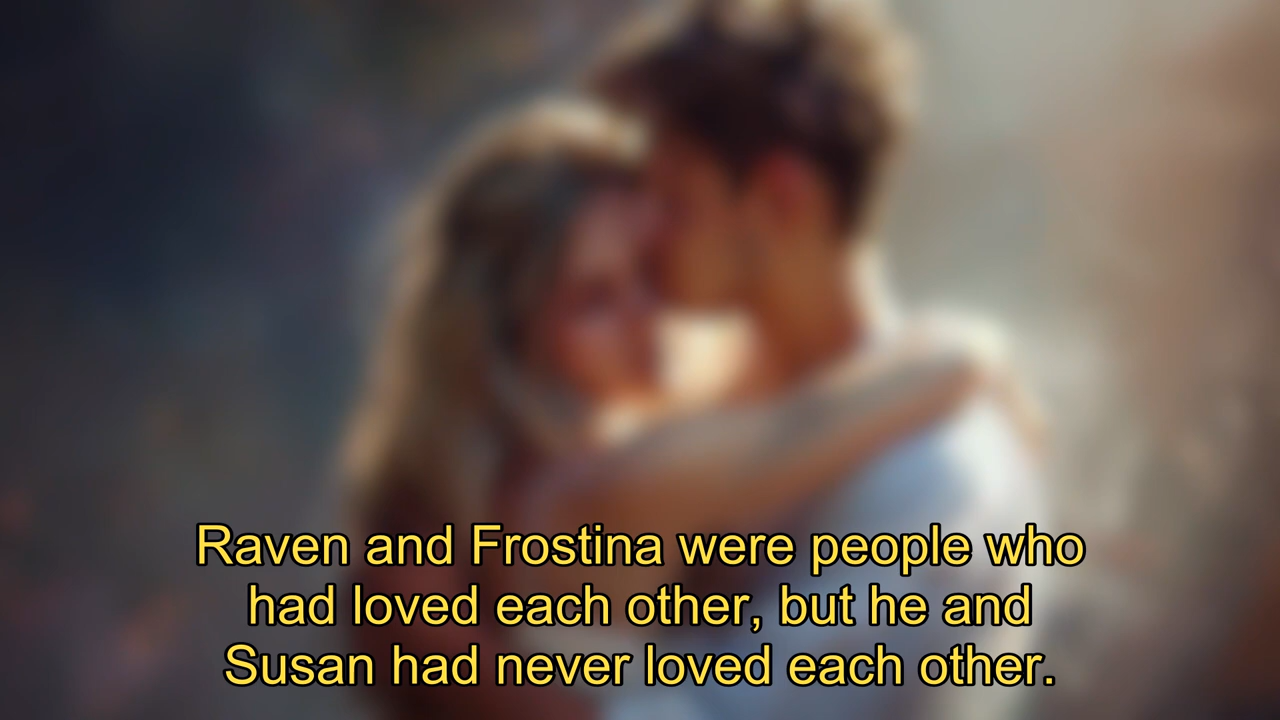 Raven and Frostina were people who
had loved each other, but he and
Susan had never loved each other.